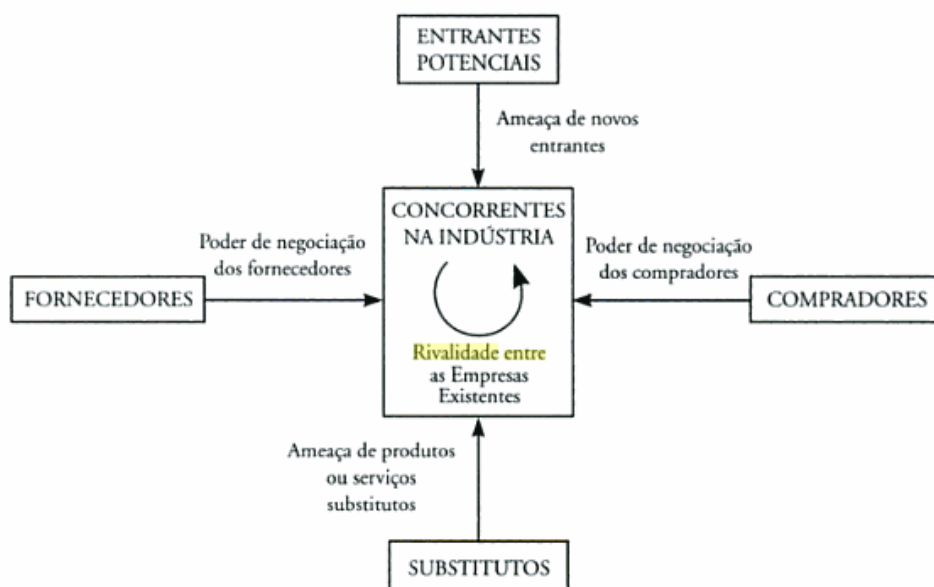 ENTRANTES
POTENCIAIS
Ameaça de novos
entrantes
CONCORRENTES
NA INDÚSTRIA
Poder de negociação
dos fornecedores
Poder de negociação
dos compradores
FORNECEDORES
COMPRADORES
Rivalidade entre
as Empresas
Existentes
Ameaça de produtos
ou serviços
substitutos
SUBSTITUTOS